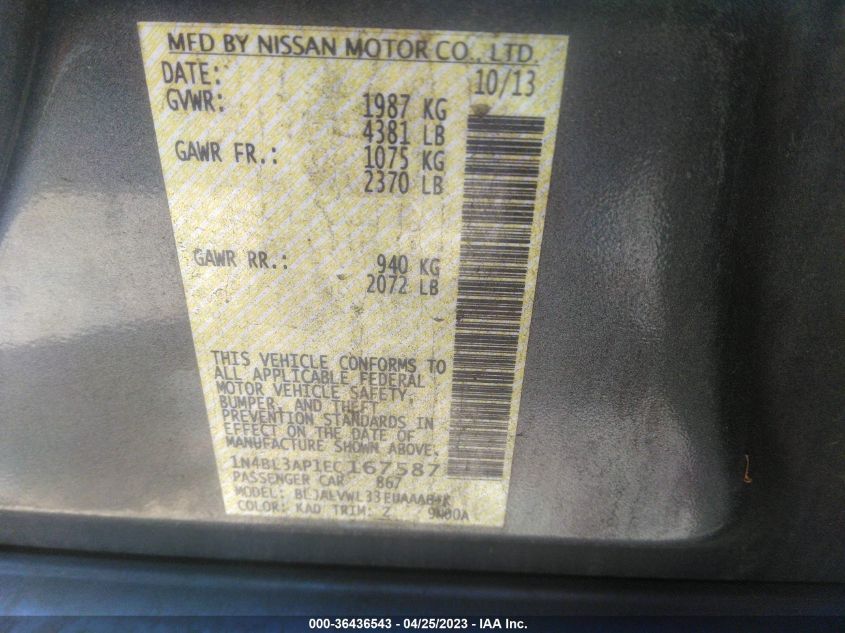 MFD BY NISSAN MOTOR CO., LTD.
DATE: 10/13
GVWR: 1987 KG
4381 LB
GAWR FR.: 1075 KG
2370 LB
GAWR RR.: 940 KG
2072 LB
THIS VEHICLE CONFORMS TO
ALL APPLICABLE FEDERAL
MOTOR VEHICLE SAFETY,
BUMPER, AND THEFT
PREVENTION STANDARDS IN
EFFECT ON THE DATE OF
MANUFACTURE SHOWN ABOVE.
1N4BL3AP1EC167587
PASSENGER CAR 867
MODEL:
COLOR: KAD TRIM: Z 9N00A
000-36436543 - 04/25/2023 - IAA Inc.